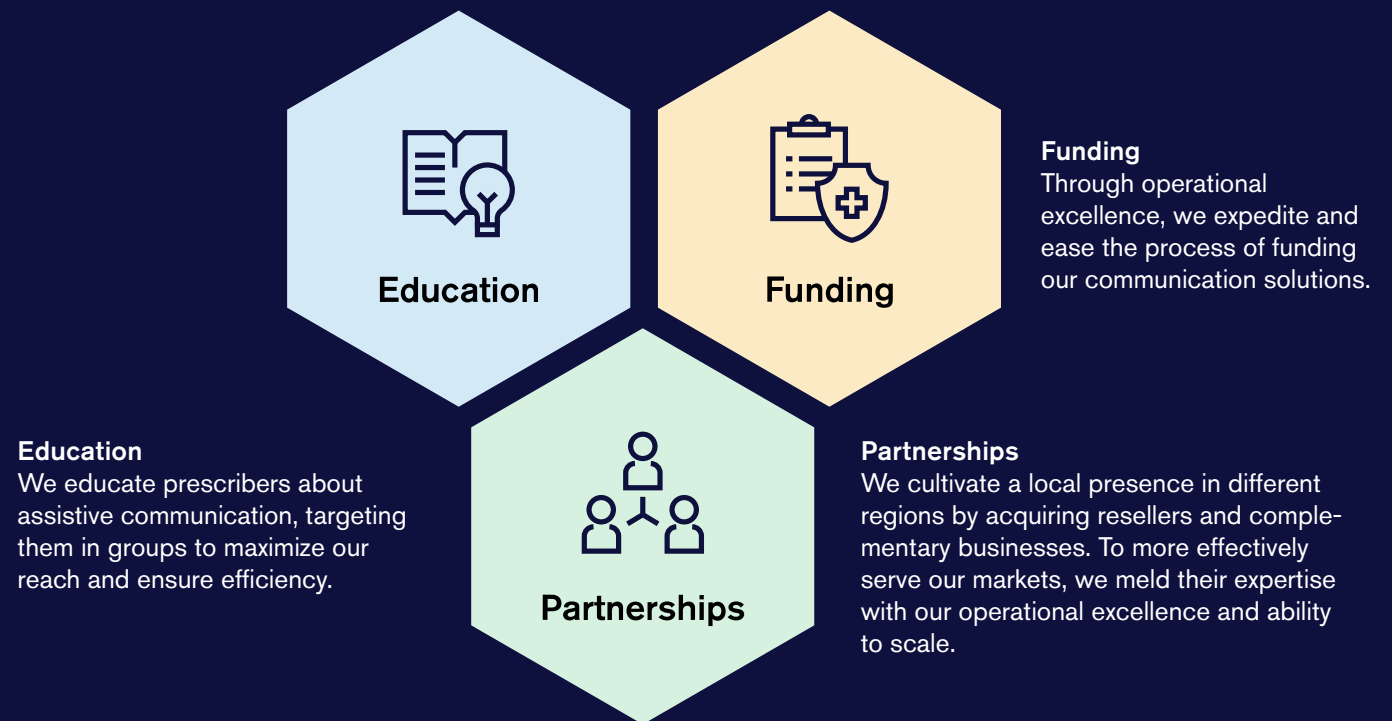 Education
Funding
Partnerships
Funding
Through operational
excellence, we expedite and
ease the process of funding
our communication solutions.
Education
We educate prescribers about
assistive communication, targeting
them in groups to maximize our
reach and ensure efficiency.
Partnerships
We cultivate a local presence in different
regions by acquiring resellers and comple-
mentary businesses. To more effectively
serve our markets, we meld their expertise
with our operational excellence and ability
to scale.